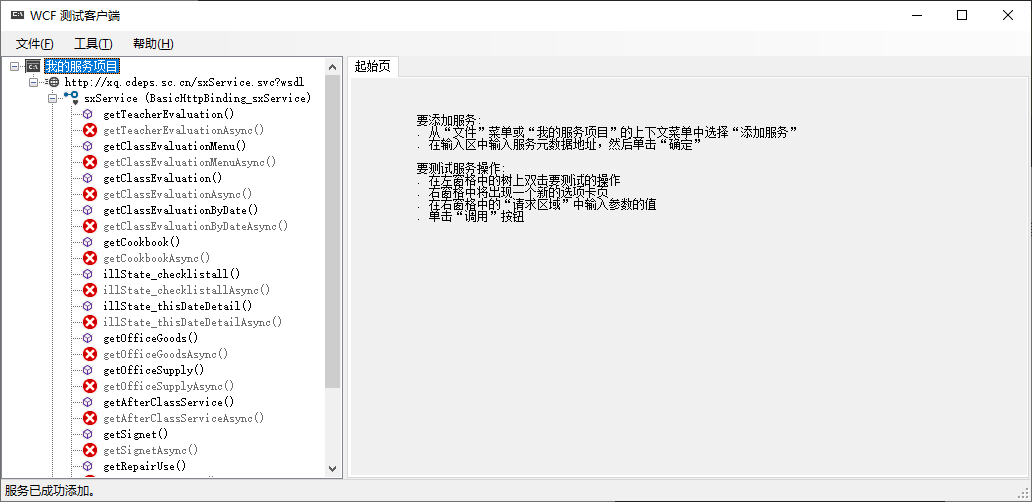 WCF 测试客户端
文件(F) 工具(T) 帮助(H)
我的服务项目
http://xq.cdeps.sc.cn/sxService.svc?wsdl
sxService (BasicHttpBinding_sxService)
getTeacherEvaluation()
getTeacherEvaluationAsync()
getClassEvaluationMenu()
getClassEvaluationMenuAsync()
getClassEvaluation()
getClassEvaluationAsync()
getClassEvaluationByDate()
getClassEvaluationByDateAsync()
getCookbook()
getCookbookAsync()
illState_checklistall()
illState_checklistallAsync()
illState_thisDateDetail()
illState_thisDateDetailAsync()
getOfficeGoods()
getOfficeGoodsAsync()
getOfficeSupply()
getOfficeSupplyAsync()
getAfterClassService()
getAfterClassServiceAsync()
getSignet()
getSignetAsync()
getRepairUse()
起始页
要添加服务:
. 从“文件”菜单或“我的服务项目”的上下文菜单中选择“添加服务”
. 在输入区中输入服务元数据地址，然后单击“确定”
要测试服务操作:
. 在左窗格中的树上双击要测试的操作
. 右窗格中将出现一个新的选项卡页
. 在右窗格中的“请求区域”中输入参数的值
. 单击“调用”按钮
服务已成功添加。